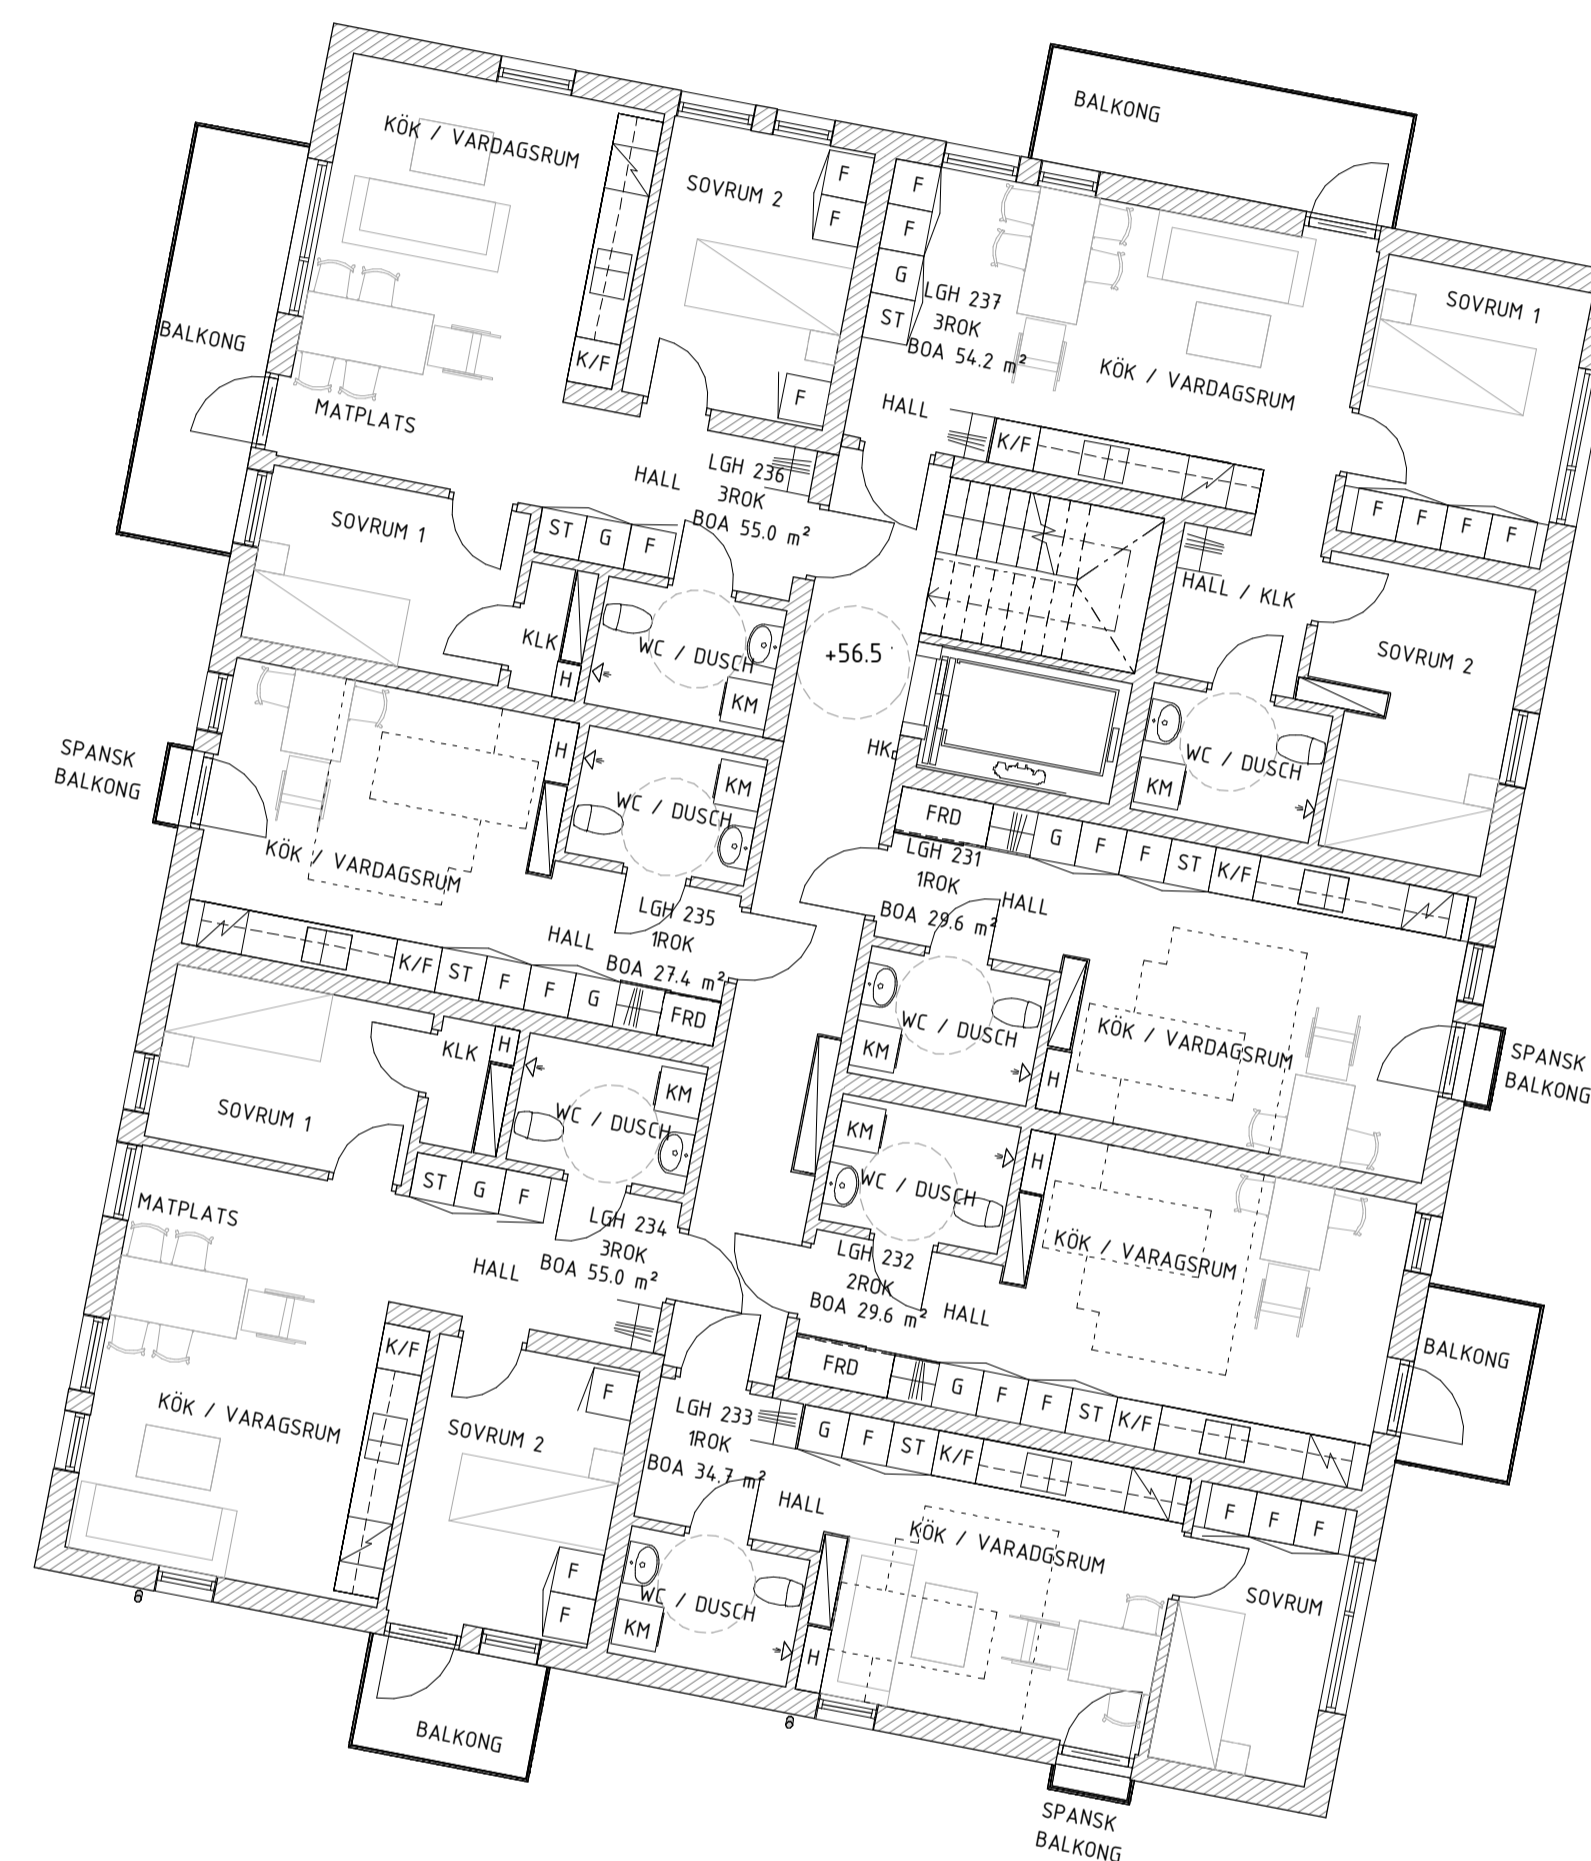 BALKONG
KÖK / VARDAGSRUM
SOVRUM 2
F
F
F
F
G
ST
LGH 237
3ROK
BOA 54.2 m²
SOVRUM 1
BALKONG
K/F
KÖK / VARDAGSRUM
F
HALL
MATPLATS
K/F
LGH 236
3ROK
BOA 55.0 m²
HALL
SOVRUM 1
ST
G
F
F
F
F
F
HALL / KLK
KLK
H
WC / DUSCH
KM
+56.5
SOVRUM 2
SPANSK
BALKONG
H
HK
WC / DUSCH
KM
KM
WC / DUSCH
KÖK / VARDAGSRUM
FRD
G
F
F
ST
K/F
LGH 231
1ROK
BOA 29.6 m²
HALL
LGH 235
1ROK
BOA 27.4 m²
HALL
K/F
ST
F
F
G
FRD
WC / DUSCH
KM
H
KÖK / VARDAGSRUM
SPANSK
BALKONG
KLK
H
KM
WC / DUSCH
SOVRUM 1
KM
WC / DUSCH
H
ST
G
F
MATPLATS
LGH 234
3ROK
BOA 55.0 m²
HALL
LGH 232
2ROK
BOA 29.6 m²
HALL
KÖK / VARAGSRUM
BALKONG
K/F
FRD
G
F
F
ST
K/F
F
KÖK / VARAGSRUM
SOVRUM 2
LGH 233
1ROK
BOA 34.7 m²
G
F
ST
K/F
HALL
F
F
F
KÖK / VARADGSRUM
F
F
WC / DUSCH
KM
H
SOVRUM
BALKONG
SPANSK
BALKONG